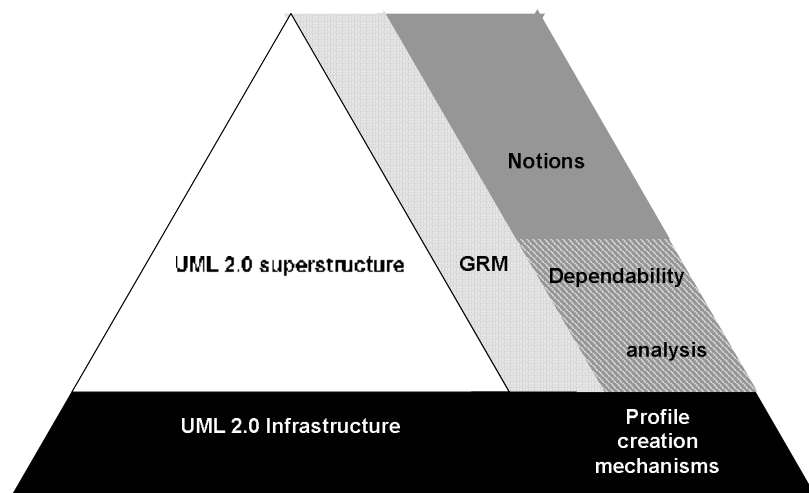 Notions
UML 2.0 superstructure
GRM
Dependability
analysis
UML 2.0 Infrastructure
Profile
creation
mechanisms